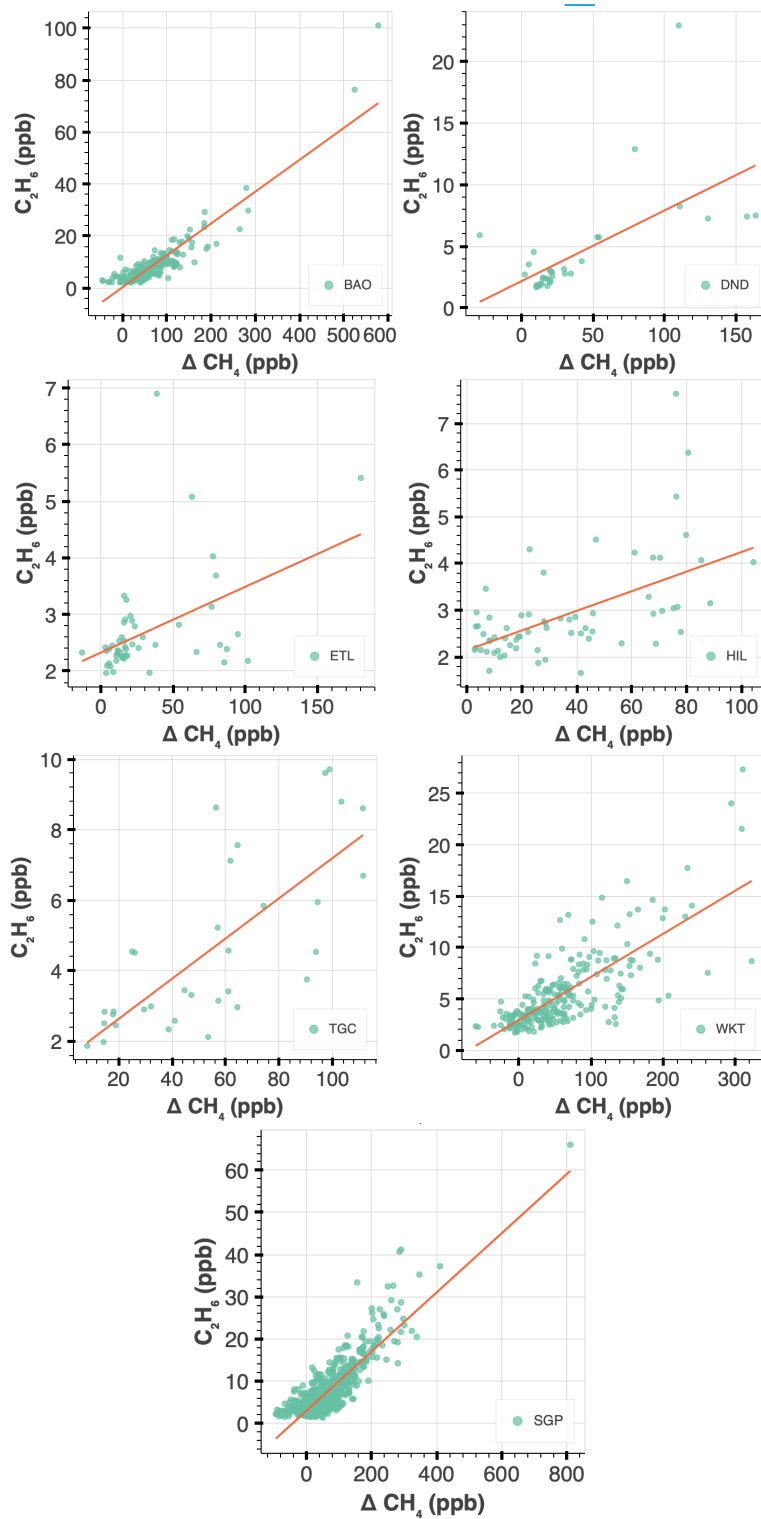 100
80
60
40
20
0
C₂H₆ (ppb)
BAO
0 100 200 300 400 500 600
Δ CH₄ (ppb)
20
15
10
5
0
C₂H₆ (ppb)
DND
0 50 100 150
Δ CH₄ (ppb)
7
6
5
4
3
2
C₂H₆ (ppb)
ETL
0 50 100 150
Δ CH₄ (ppb)
7
6
5
4
3
2
C₂H₆ (ppb)
HIL
0 20 40 60 80 100
Δ CH₄ (ppb)
10
8
6
4
2
C₂H₆ (ppb)
TGC
20 40 60 80 100
Δ CH₄ (ppb)
25
20
15
10
5
0
C₂H₆ (ppb)
WKT
0 100 200 300
Δ CH₄ (ppb)
60
50
40
30
20
10
0
C₂H₆ (ppb)
SGP
0 200 400 600 800
Δ CH₄ (ppb)